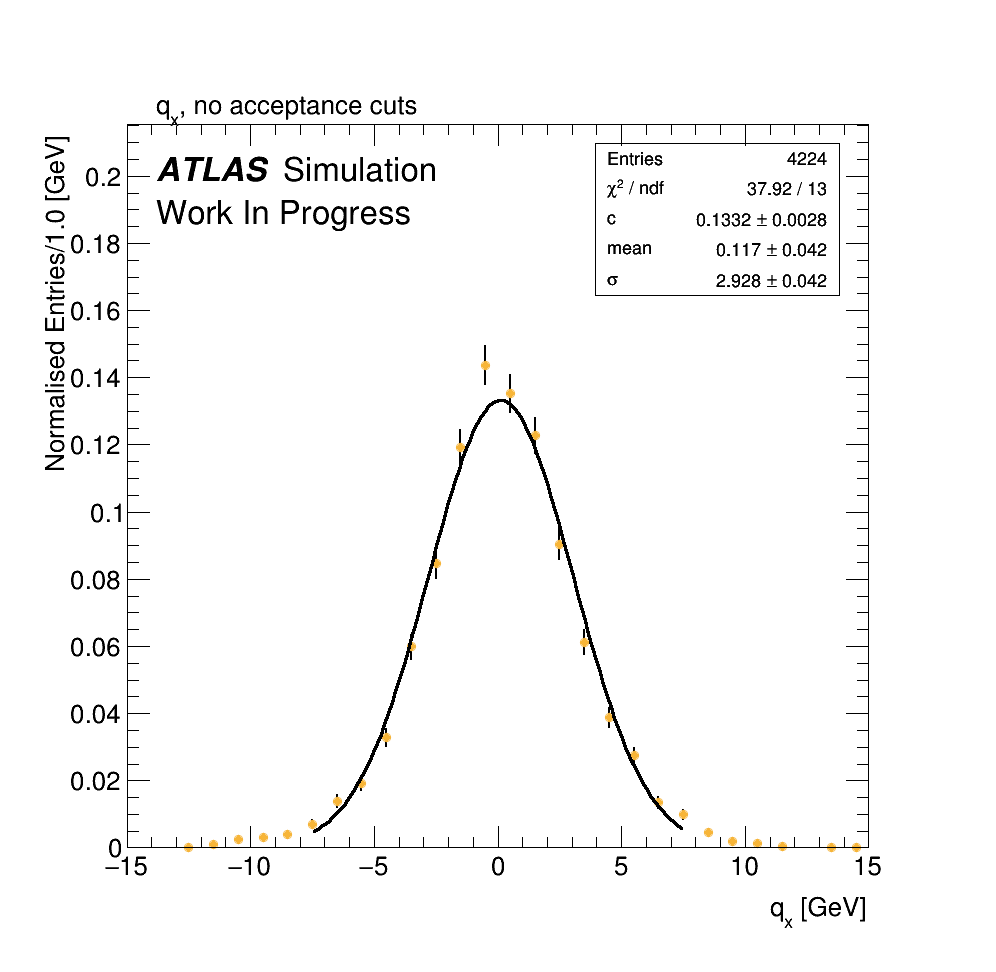 qx, no acceptance cuts
ATLAS Simulation
Work In Progress
Entries 4224
χ² / ndf 37.92 / 13
c 0.1332 ± 0.0028
mean 0.117 ± 0.042
σ 2.928 ± 0.042
Normalised Entries/1.0 [GeV]
0.2
0.18
0.16
0.14
0.12
0.1
0.08
0.06
0.04
0.02
0
−15 −10 −5 0 5 10 15
qx [GeV]